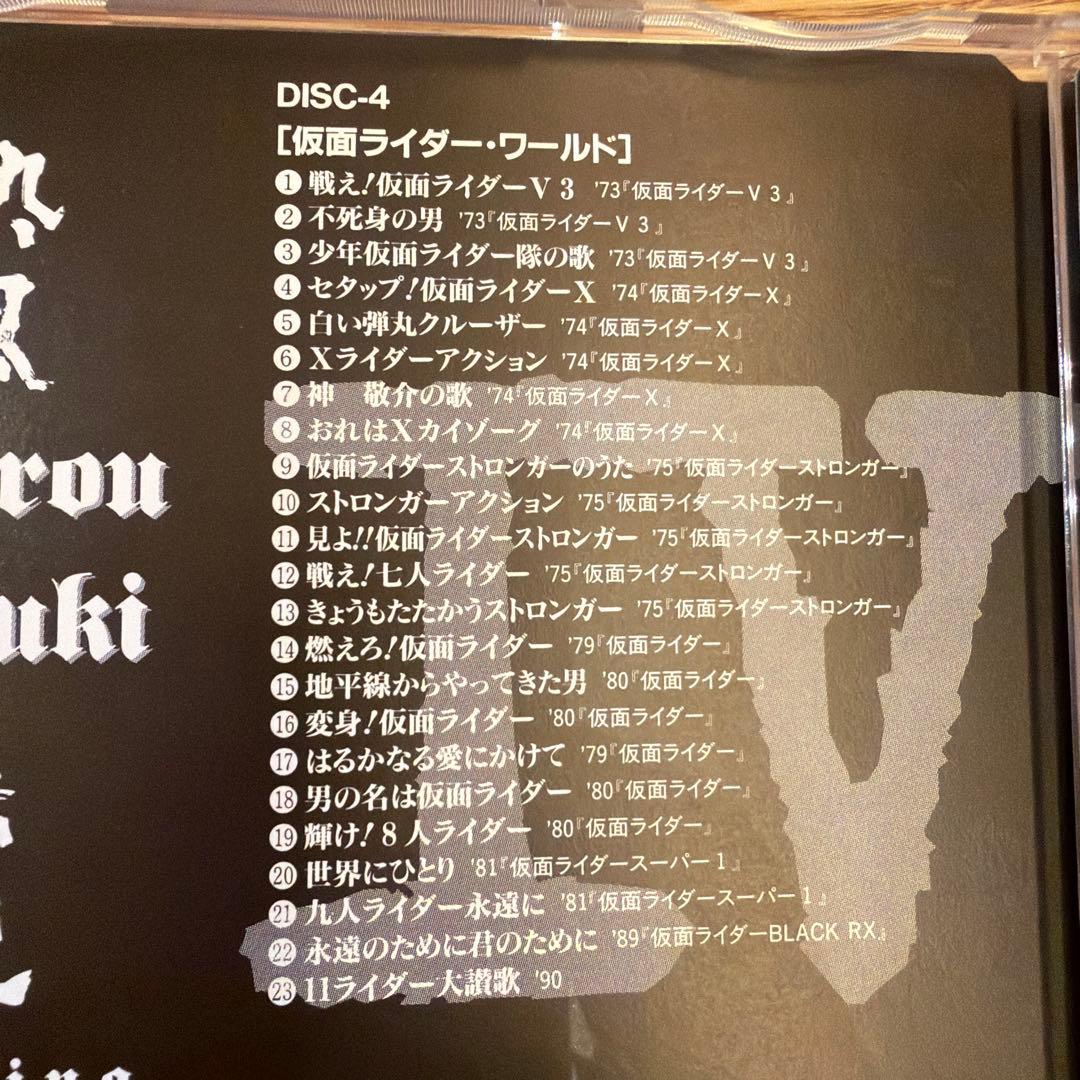 DISC-4
[仮面ライダー・ワールド]
❶ 戦え!仮面ライダーV3 '73『仮面ライダーV3』
❷ 不死身の男 '73『仮面ライダーV3』
❸ 少年仮面ライダー隊の歌 '73『仮面ライダーV3』
❹ セタップ!仮面ライダーX '74『仮面ライダーX』
❺ 白い弾丸クルーザー '74『仮面ライダーX』
❻ Xライダーアクション '74『仮面ライダーX』
❼ 神 敬介の歌 '74『仮面ライダーX』
❽ おれはXカイゾーグ '74『仮面ライダーX』
❾ 仮面ライダーストロンガーのうた '75『仮面ライダーストロンガー』
❿ ストロンガーアクション '75『仮面ライダーストロンガー』
⓫ 見よ!!仮面ライダーストロンガー '75『仮面ライダーストロンガー』
⓬ 戦え!七人ライダー '75『仮面ライダーストロンガー』
⓭ きょうもたたかうストロンガー '75『仮面ライダーストロンガー』
⓮ 燃えろ!仮面ライダー '79『仮面ライダー』
⓯ 地平線からやってきた男 '80『仮面ライダー』
⓰ 変身!仮面ライダー '80『仮面ライダー』
⓱ はるかなる愛にかけて '79『仮面ライダー』
⓲ 男の名は仮面ライダー '80『仮面ライダー』
⓳ 輝け!8人ライダー '80『仮面ライダー』
⓴ 世界にひとり '81『仮面ライダースーパー1』
㉑ 九人ライダー永遠に '81『仮面ライダースーパー1』
㉒ 永遠のために君のために '89『仮面ライダーBLACK RX』
㉓ 11ライダー大讃歌 '90
IV
rou
uki